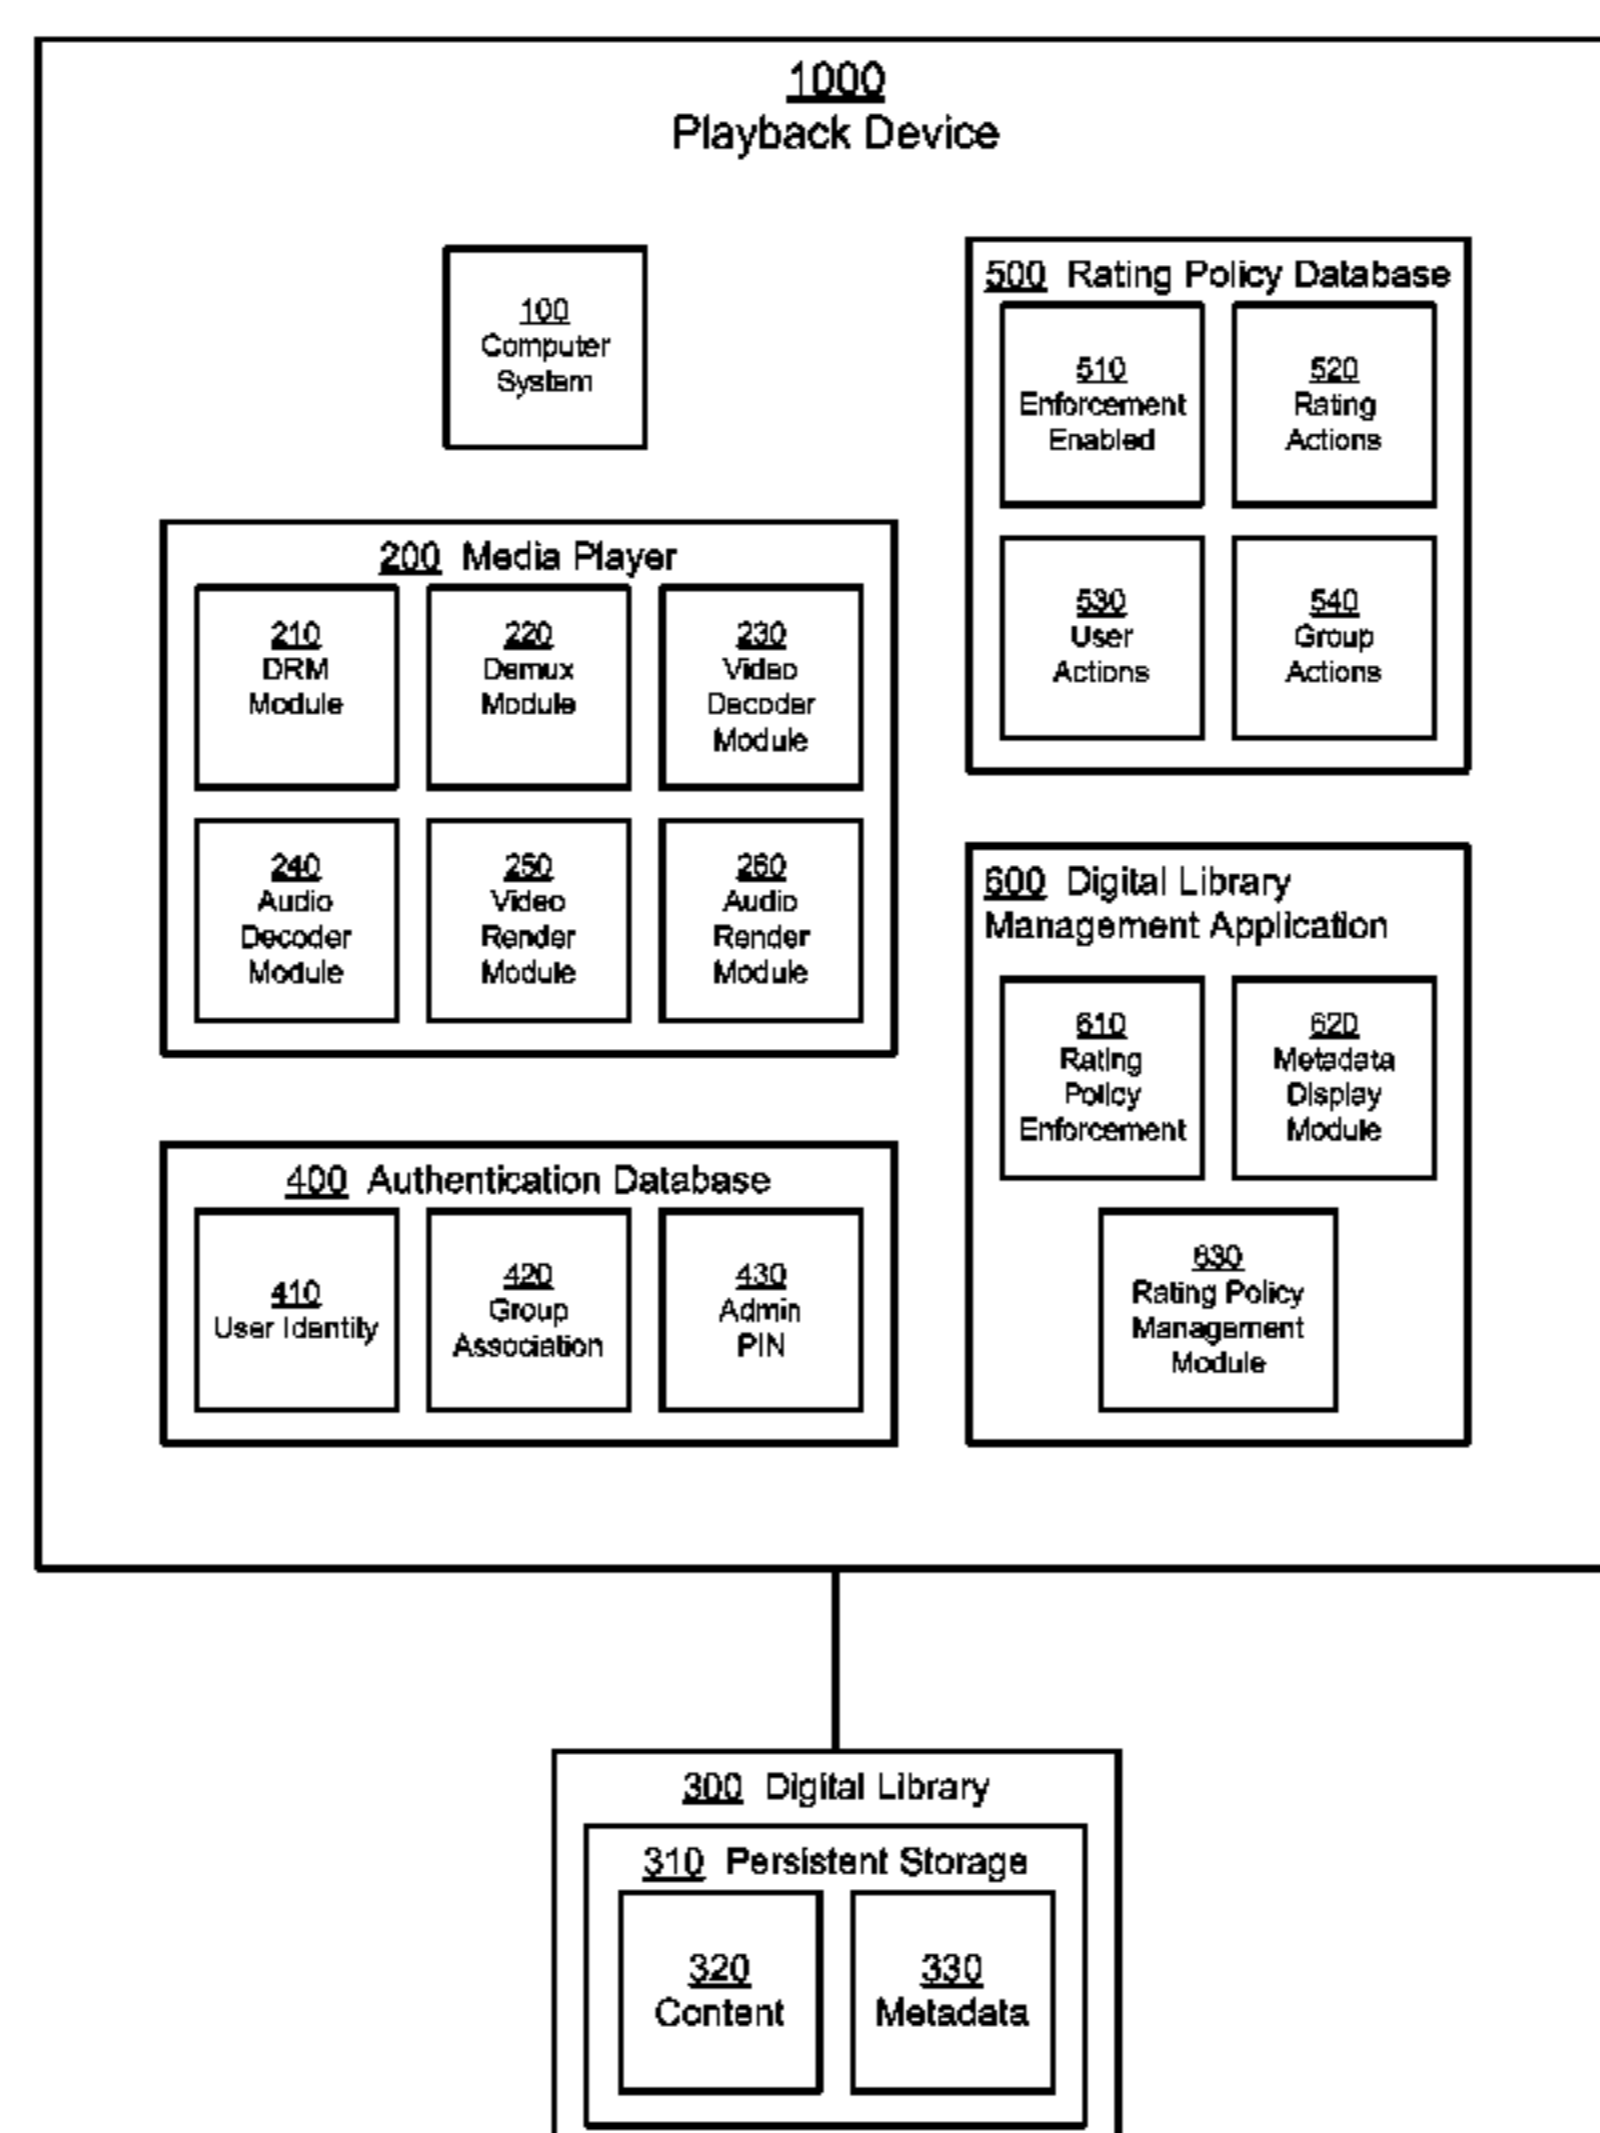 1000
Playback Device
100
Computer
System
500 Rating Policy Database
510
Enforcement
Enabled
520
Rating
Actions
530
User
Actions
540
Group
Actions
200 Media Player
210
DRM
Module
220
Demux
Module
230
Video
Decoder
Module
240
Audio
Decoder
Module
250
Video
Render
Module
260
Audio
Render
Module
600 Digital Library
Management Application
610
Rating
Policy
Enforcement
620
Metadata
Display
Module
630
Rating Policy
Management
Module
400 Authentication Database
410
User Identity
420
Group
Association
430
Admin
PIN
300 Digital Library
310 Persistent Storage
320
Content
330
Metadata